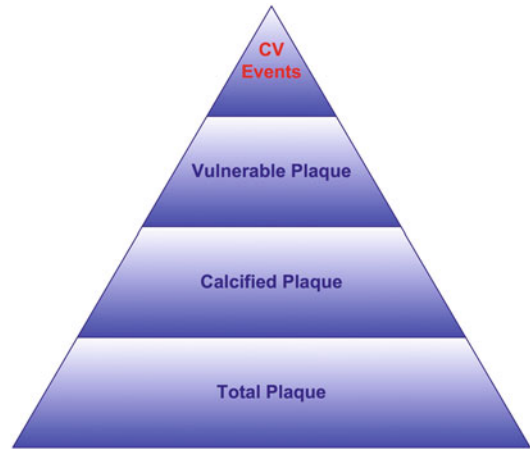 CV
Events
Vulnerable Plaque
Calcified Plaque
Total Plaque